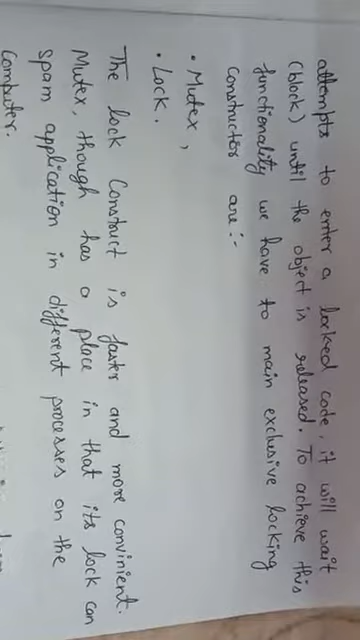 attempts to enter a locked code, it will wait
(block) until the object is released. To achieve this
functionality we have to main exclusive locking
constructor are:-
• Mutex,
• Lock.
The lock Construct is faster and more convinient.
Mutex, though has a place in that its lock can
spam application in different processes on the
computer.